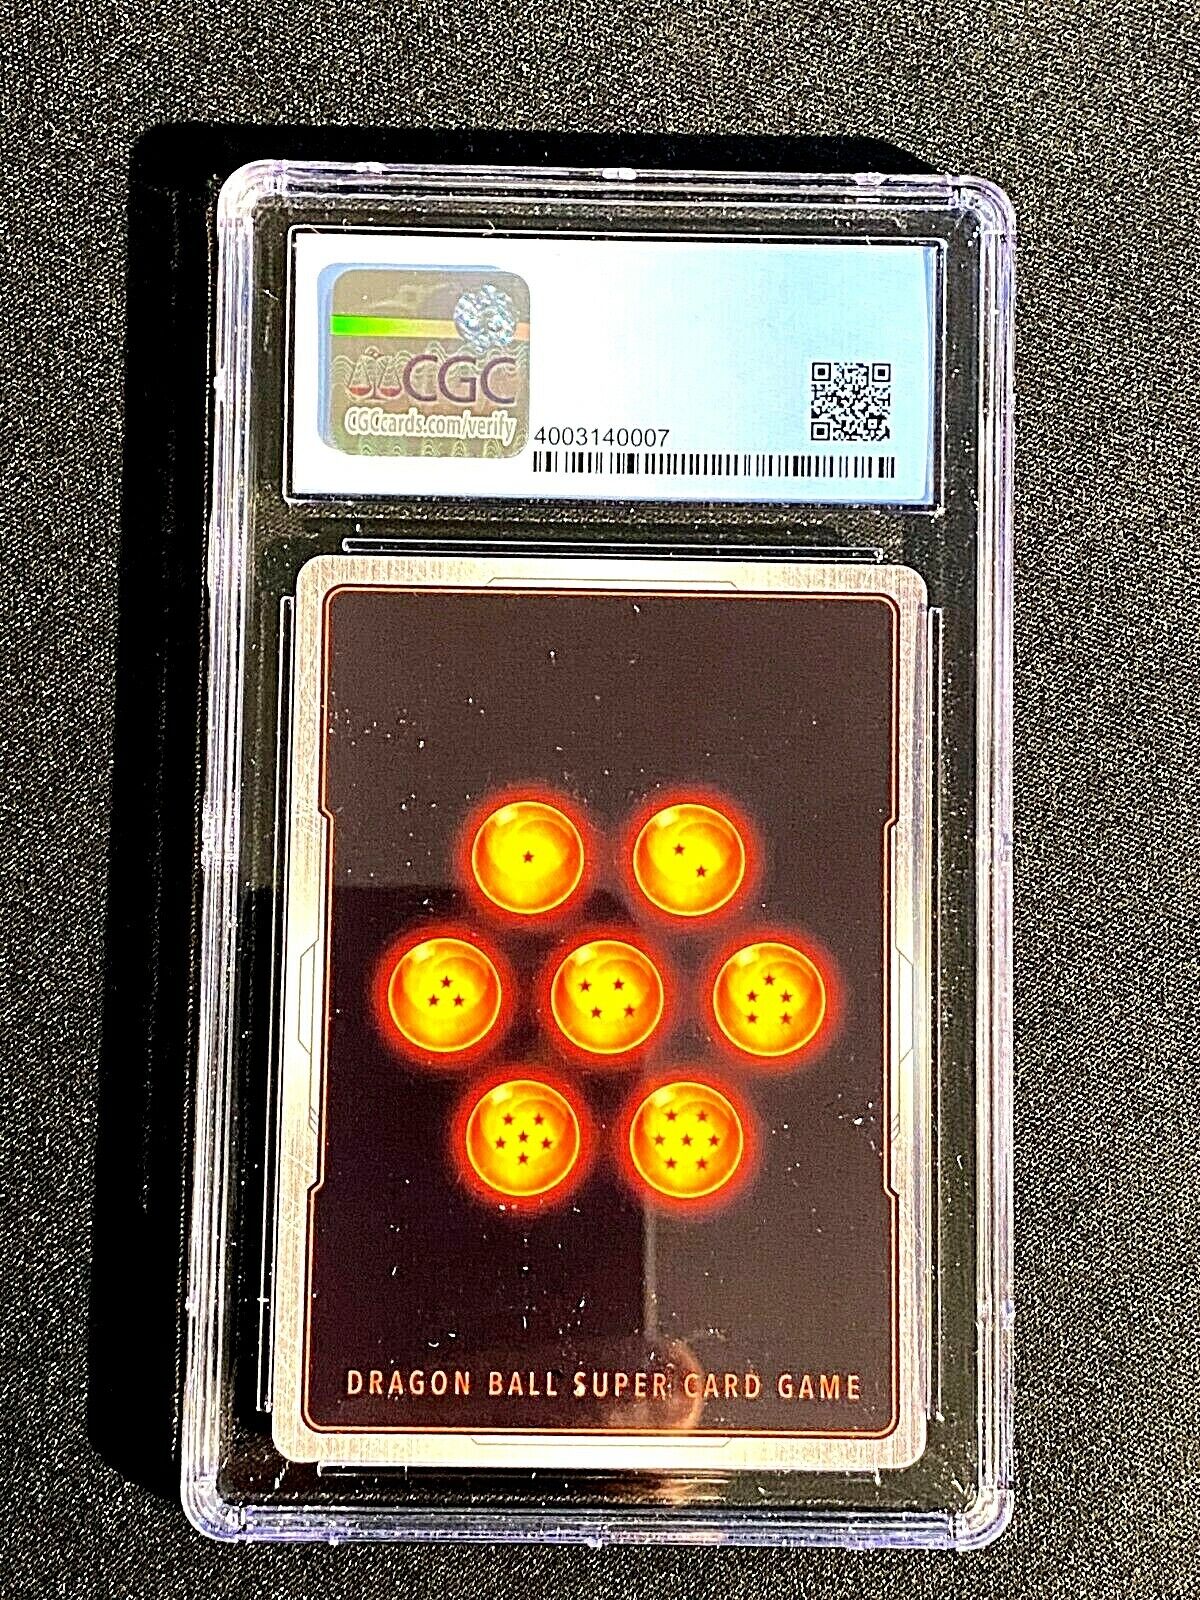 CGC
CGCcards.com/verify
4003140007
DRAGON BALL SUPER CARD GAME